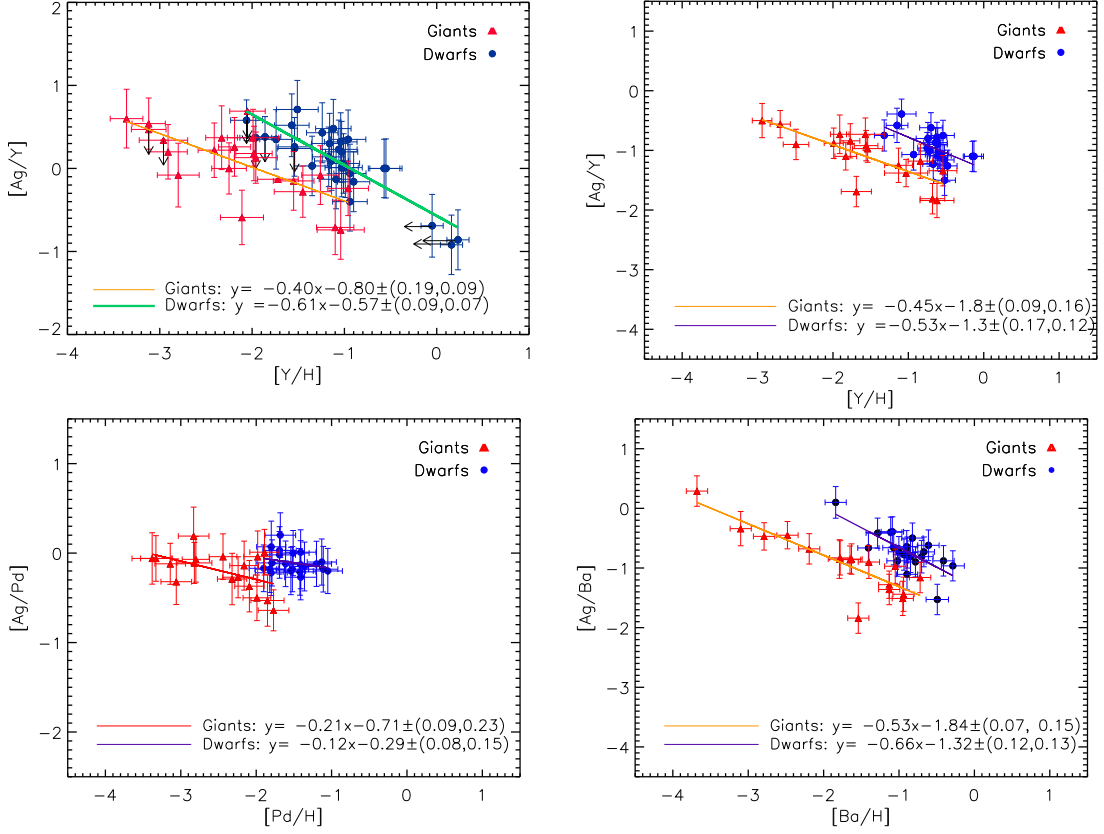 2
1
0
−1
−2
[Ag/Y]
Giants
Dwarfs
Giants: y= −0.40x−0.80±(0.19,0.09)
Dwarfs: y =−0.61x−0.57±(0.09,0.07)
−4 −3 −2 −1 0 1
[Y/H]
1
0
−1
−2
−3
−4
[Ag/Y]
Giants
Dwarfs
Giants: y= −0.45x−1.8±(0.09,0.16)
Dwarfs: y =−0.53x−1.3±(0.17,0.12)
−4 −3 −2 −1 0 1
[Y/H]
1
0
−1
−2
[Ag/Pd]
Giants
Dwarfs
Giants: y= −0.21x−0.71±(0.09,0.23)
Dwarfs: y= −0.12x−0.29±(0.08,0.15)
−4 −3 −2 −1 0 1
[Pd/H]
1
0
−1
−2
−3
−4
[Ag/Ba]
Giants
Dwarfs
Giants: y= −0.53x−1.84±(0.07, 0.15)
Dwarfs: y= −0.66x−1.32±(0.12,0.13)
−4 −3 −2 −1 0 1
[Ba/H]